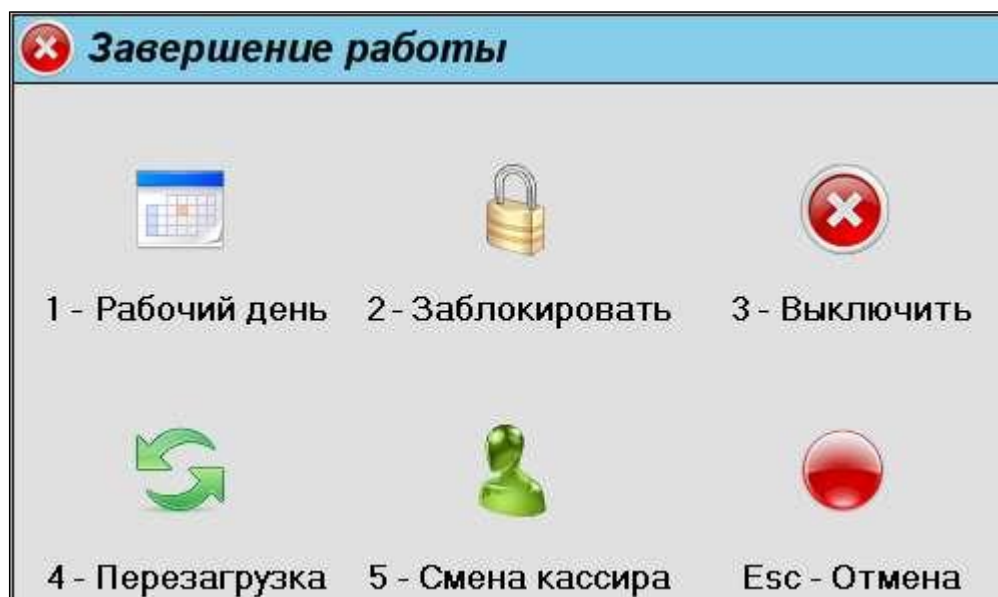 Завершение работы
1 - Рабочий день
2 - Заблокировать
3 - Выключить
4 - Перезагрузка
5 - Смена кассира
Esc - Отмена